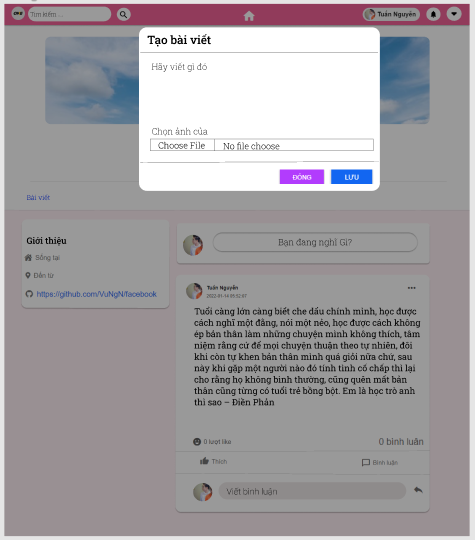 Tìm kiếm...
Tuấn Nguyễn
Tạo bài viết
Hãy viết gì đó
Chọn ảnh của
Choose File No file choose
ĐÓNG LƯU
Bài viết
Giới thiệu
Sống tại
Đến từ
https://github.com/VuNgN/facebook
Bạn đang nghĩ Gì?
Tuấn Nguyễn
2022-01-14 05:52:07
Tuổi càng lớn càng biết che dấu chính mình, học được
cách nghĩ một đằng, nói một nẻo, học được cách không
ép bản thân làm những chuyện mình không thích, tâm
niệm rằng cứ để mọi chuyện thuận theo tự nhiên, đôi
khi còn tự khen bản thân mình quá giỏi nữa chứ, sau
này khi gặp một người nào đó tính tình cố chấp thì lại
cho rằng họ không bình thường, cũng quên mất bản
thân cũng từng có tuổi trẻ bồng bột. Em là học trò anh
thì sao – Điền Phản
0 lượt like 0 bình luận
Thích Bình luận
Viết bình luận